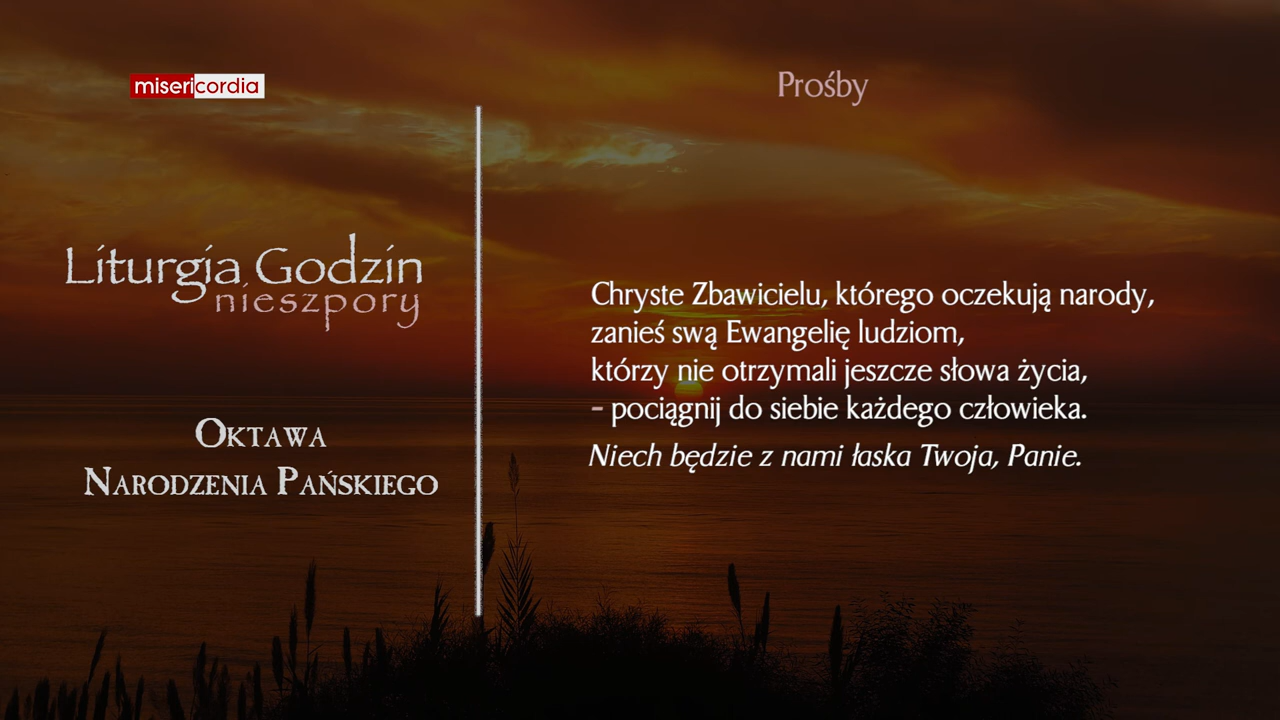 misericordia
Prośby
Liturgia Godzin
nieszpory
Oktawa
Narodzenia Pańskiego
Chryste Zbawicielu, którego oczekują narody,
zanieś swą Ewangelię ludziom,
którzy nie otrzymali jeszcze słowa życia,
- pociągnij do siebie każdego człowieka.
Niech będzie z nami łaska Twoja, Panie.